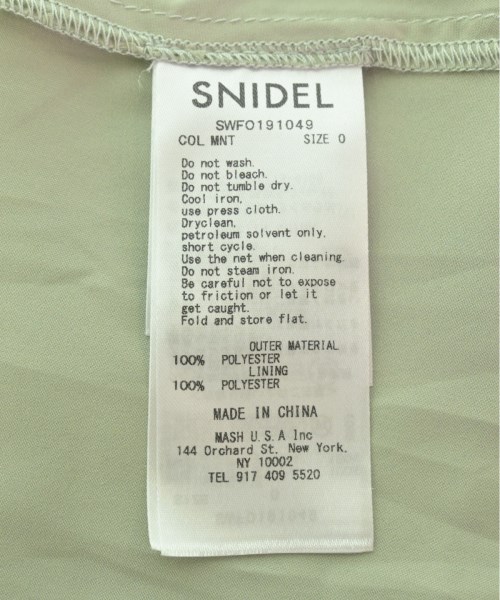 SNIDEL
SWFO191049
COL MNT SIZE 0
Do not wash.
Do not bleach.
Do not tumble dry.
Cool iron,
use press cloth.
Dryclean,
petroleum solvent only,
short cycle.
Use the net when cleaning.
Do not steam iron.
Be careful not to expose
to friction or let it
get caught.
Fold and store flat.
OUTER MATERIAL
100% POLYESTER
LINING
100% POLYESTER
MADE IN CHINA
MASH U.S.A Inc
144 Orchard St. New York,
NY 10002
TEL 917 409 5520